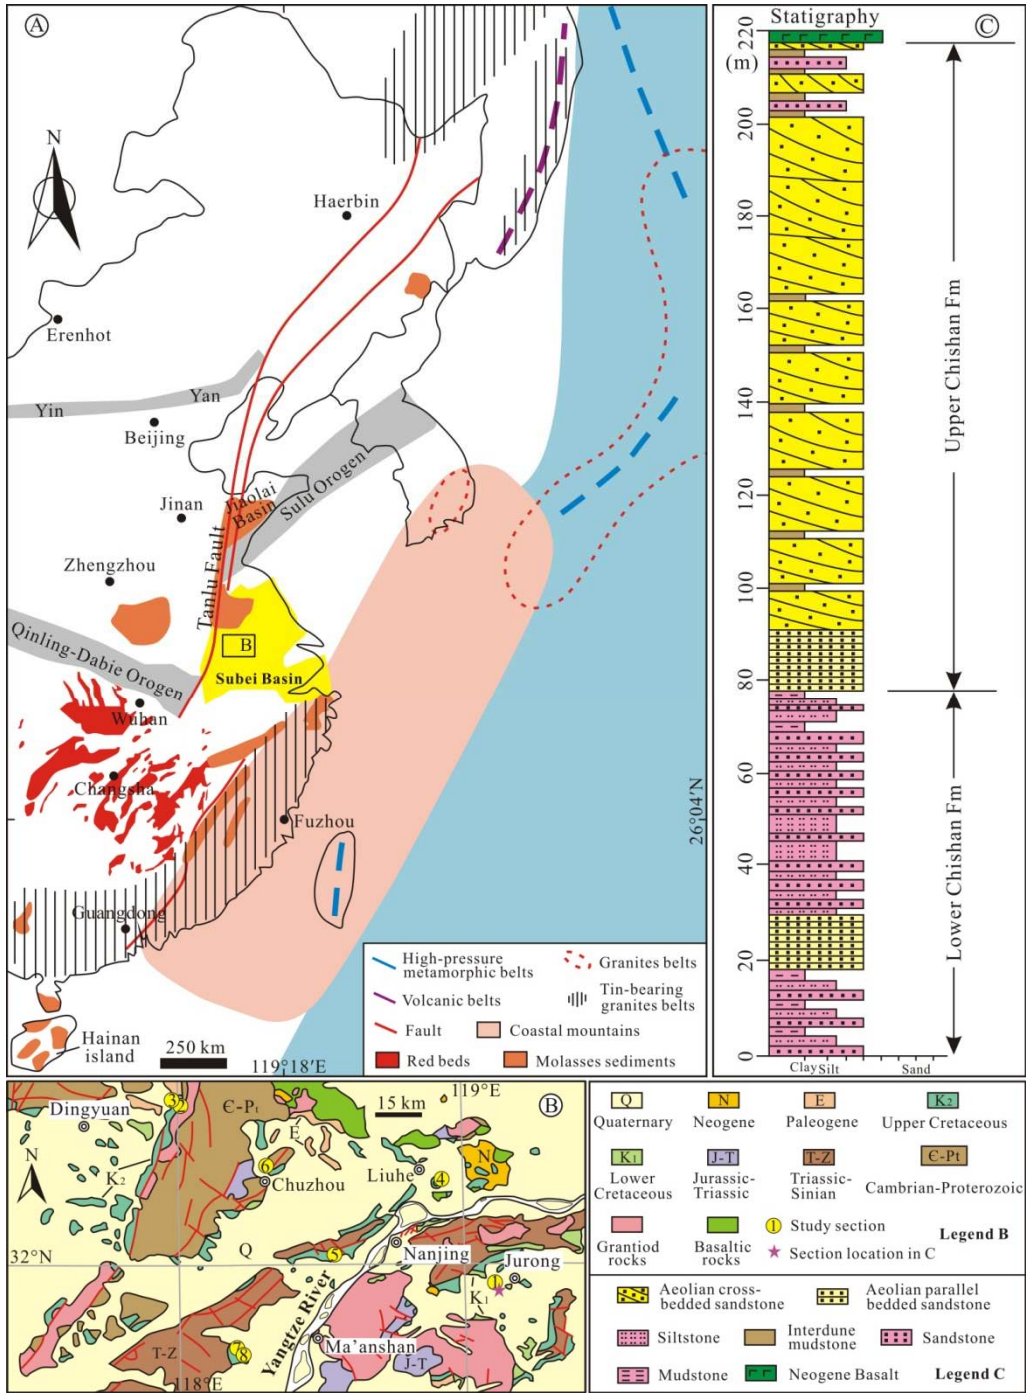 A
N
Haerbin
Erenhot
Yin
Yan
Beijing
Jinan
Jiaolai
Basin
Sulu Orogen
Tanlu Fault
Zhengzhou
Qinling-Dabie Orogen
B
Subei Basin
Wuhan
Changsha
Fuzhou
Guangdong
Hainan
island
250 km
119°18′E
26°04′N
High-pressure
metamorphic belts
Granites belts
Volcanic belts
Tin-bearing
granites belts
Fault
Coastal mountains
Red beds
Molasses sediments
Statigraphy
C
220
(m)
200
180
160
140
120
100
80
60
40
20
0
Clay
Silt
Sand
Upper Chishan Fm
Lower Chishan Fm
B
Dingyuan
N
3
Є-Pt
15 km
119°E
E
K2
6
Chuzhou
Liuhe
4
N
Q
5
Nanjing
32°N
Jurong
1
K1
Yangtze River
Ma'anshan
T-Z
7
8
J-T
118°E
Q
N
E
K2
Quaternary
Neogene
Paleogene
Upper Cretaceous
K1
J-T
T-Z
Є-Pt
Lower
Cretaceous
Jurassic-
Triassic
Triassic-
Sinian
Cambrian-Proterozoic
Grantiod
rocks
Basaltic
rocks
1
Study section
Legend B
Section location in C
Aeolian cross-
bedded sandstone
Aeolian parallel
bedded sandstone
Siltstone
Interdune
mudstone
Sandstone
Mudstone
Neogene Basalt
Legend C